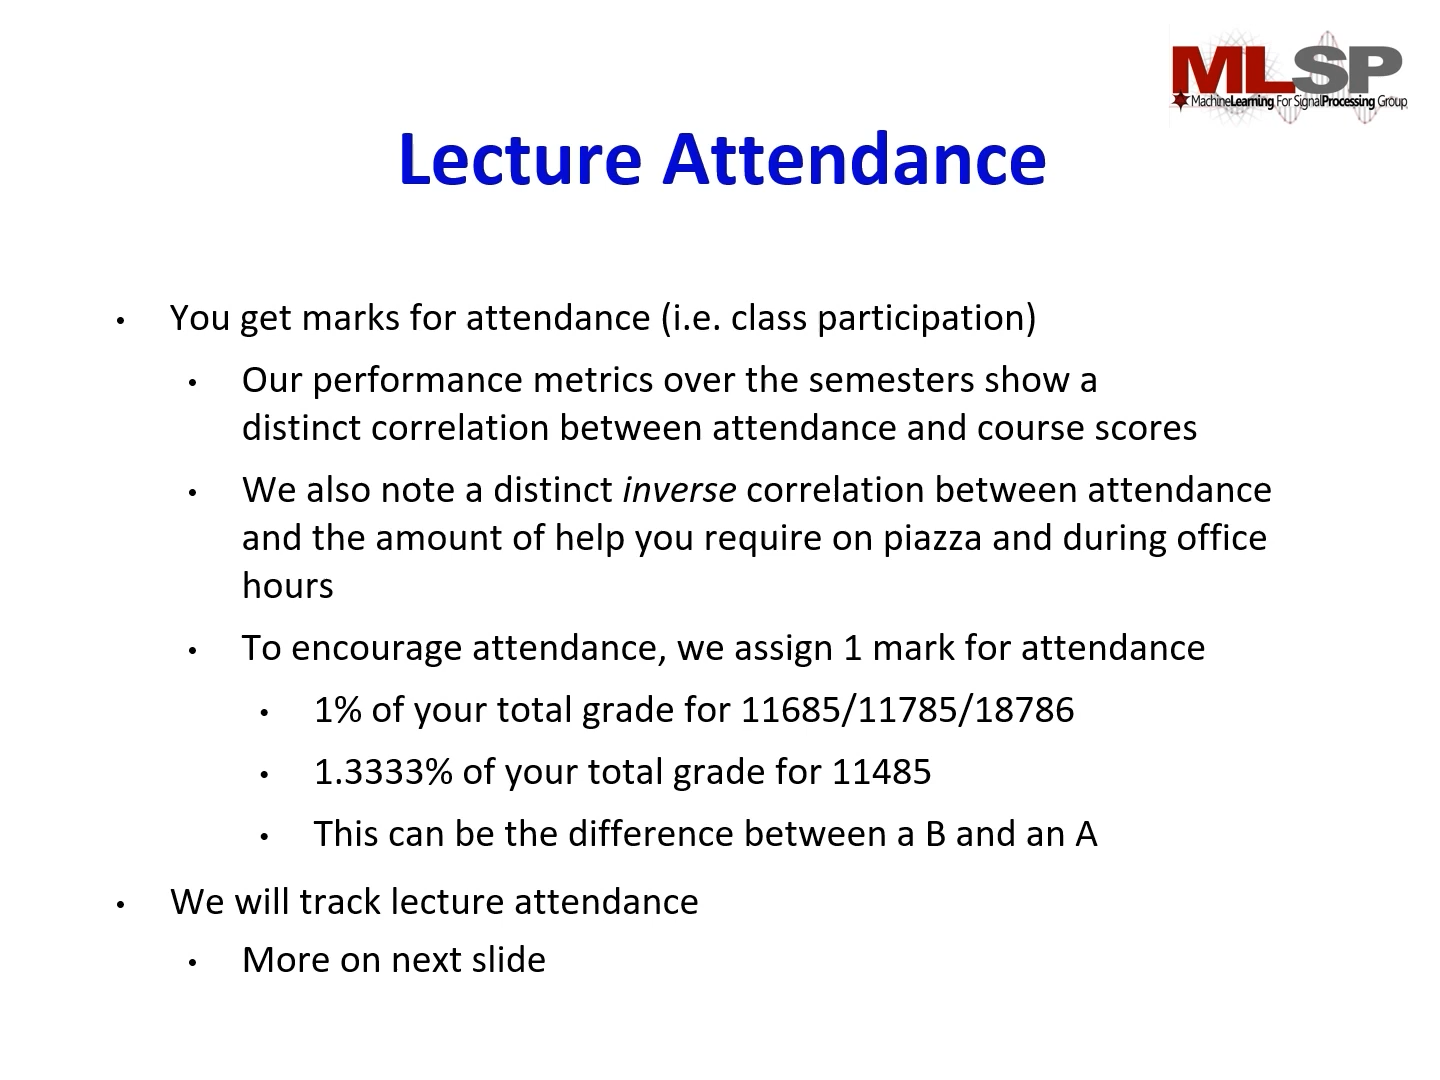 MLSP
MachineLearning For SignalProcessing Group
Lecture Attendance
• You get marks for attendance (i.e. class participation)
• Our performance metrics over the semesters show a
distinct correlation between attendance and course scores
• We also note a distinct inverse correlation between attendance
and the amount of help you require on piazza and during office
hours
• To encourage attendance, we assign 1 mark for attendance
• 1% of your total grade for 11685/11785/18786
• 1.3333% of your total grade for 11485
• This can be the difference between a B and an A
• We will track lecture attendance
• More on next slide